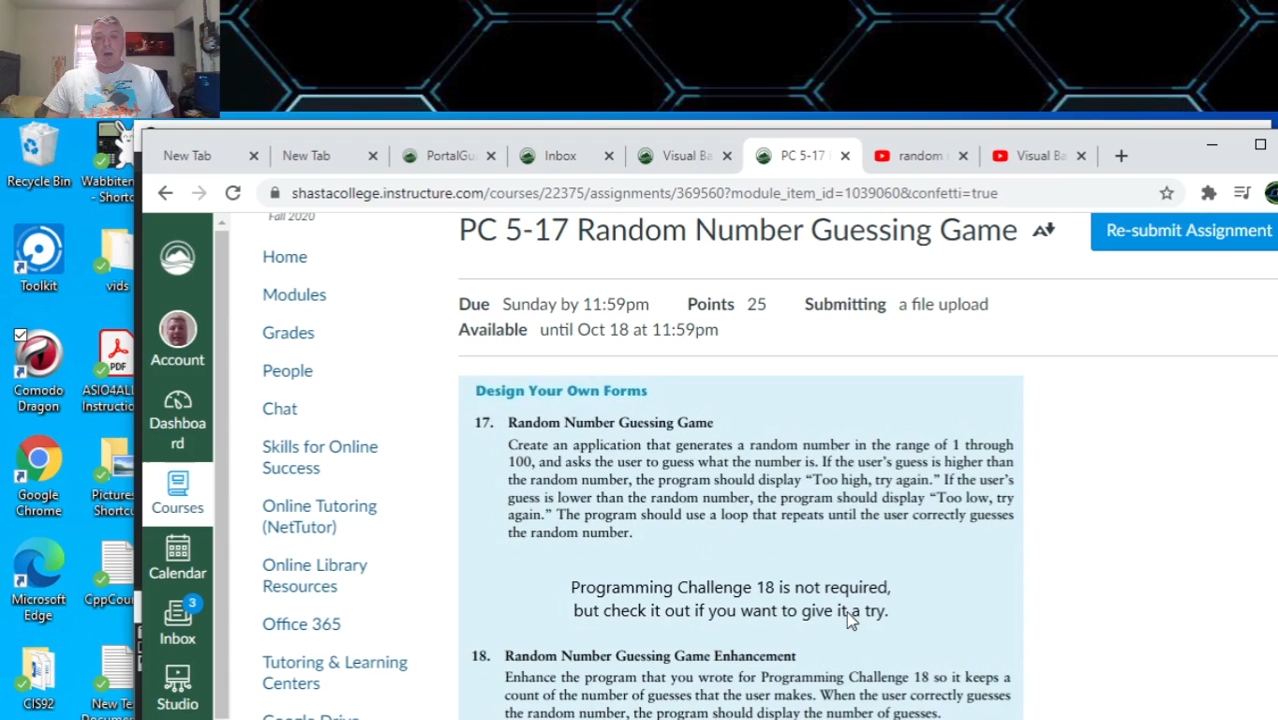 Recycle Bin
Wabbitem
- Shortc
Toolkit
vids
Comodo
Dragon
ASIO4ALL
Instructio
PDF
Google
Chrome
Pictures
Shortcu
Microsoft
Edge
CppCour
CIS92
New Te
Docume
New Tab
New Tab
PortalGu
Inbox
Visual Ba
PC 5-17
random
Visual Ba
shastacollege.instructure.com/courses/22375/assignments/369560?module_item_id=1039060&confetti=true
Account
Dashboa
rd
Courses
Calendar
3
Inbox
Studio
Fall 2020
Home
Modules
Grades
People
Chat
Skills for Online
Success
Online Tutoring
(NetTutor)
Online Library
Resources
Office 365
Tutoring & Learning
Centers
Google Drive
PC 5-17 Random Number Guessing Game
Re-submit Assignment
Due Sunday by 11:59pm Points 25 Submitting a file upload
Available until Oct 18 at 11:59pm
Design Your Own Forms
17. Random Number Guessing Game
Create an application that generates a random number in the range of 1 through
100, and asks the user to guess what the number is. If the user's guess is higher than
the random number, the program should display "Too high, try again." If the user's
guess is lower than the random number, the program should display "Too low, try
again." The program should use a loop that repeats until the user correctly guesses
the random number.
Programming Challenge 18 is not required,
but check it out if you want to give it a try.
18. Random Number Guessing Game Enhancement
Enhance the program that you wrote for Programming Challenge 18 so it keeps a
count of the number of guesses that the user makes. When the user correctly guesses
the random number, the program should display the number of guesses.